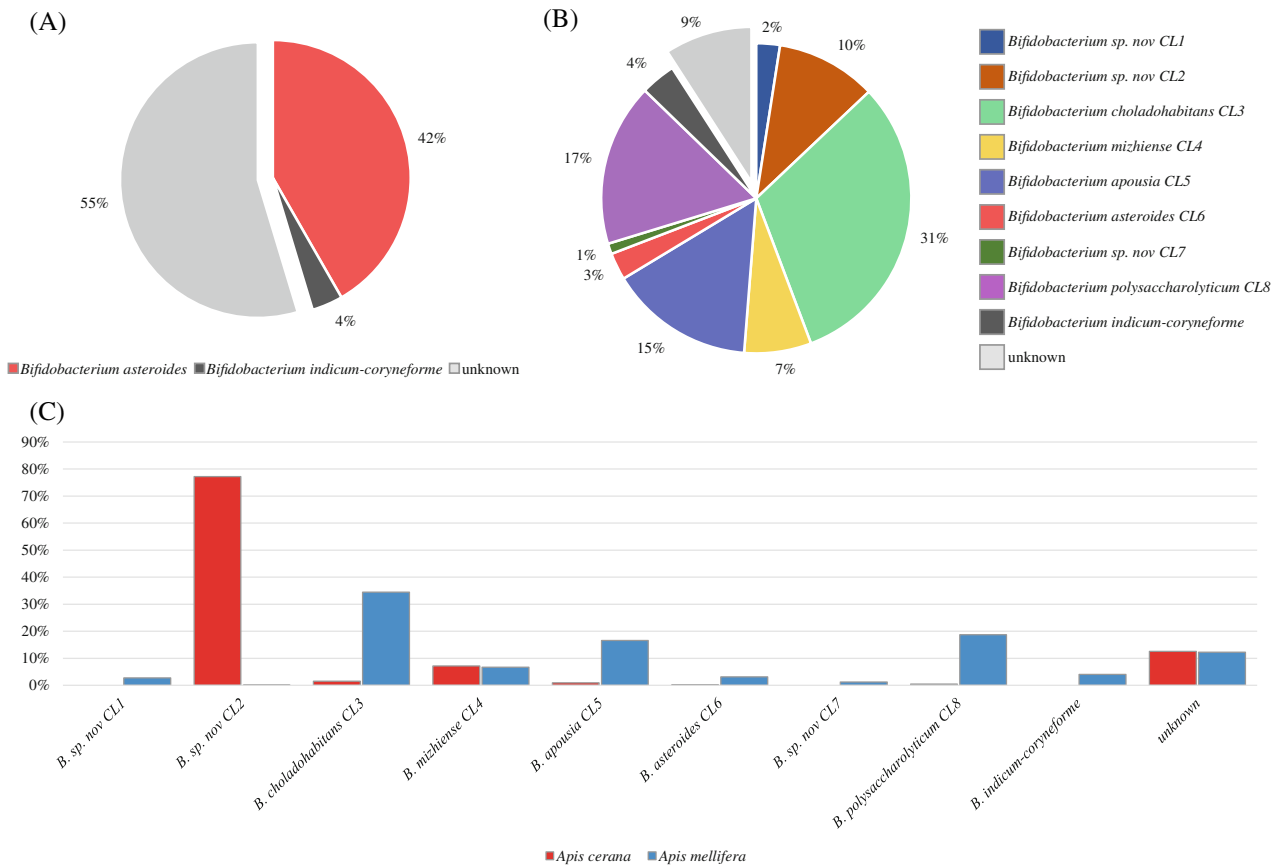 (A)
42%
4%
55%
Bifidobacterium asteroides Bifidobacterium indicum-coryneforme unknown
(B)
2%
10%
31%
7%
15%
3%
1%
17%
4%
9%
Bifidobacterium sp. nov CL1
Bifidobacterium sp. nov CL2
Bifidobacterium choladohabitans CL3
Bifidobacterium mizhiense CL4
Bifidobacterium apousia CL5
Bifidobacterium asteroides CL6
Bifidobacterium sp. nov CL7
Bifidobacterium polysaccharolyticum CL8
Bifidobacterium indicum-coryneforme
unknown
(C)
90%
80%
70%
60%
50%
40%
30%
20%
10%
0%
B. sp. nov CL1
B. sp. nov CL2
B. choladohabitans CL3
B. mizhiense CL4
B. apousia CL5
B. asteroides CL6
B. sp. nov CL7
B. polysaccharolyticum CL8
B. indicum-coryneforme
unknown
Apis cerana Apis mellifera